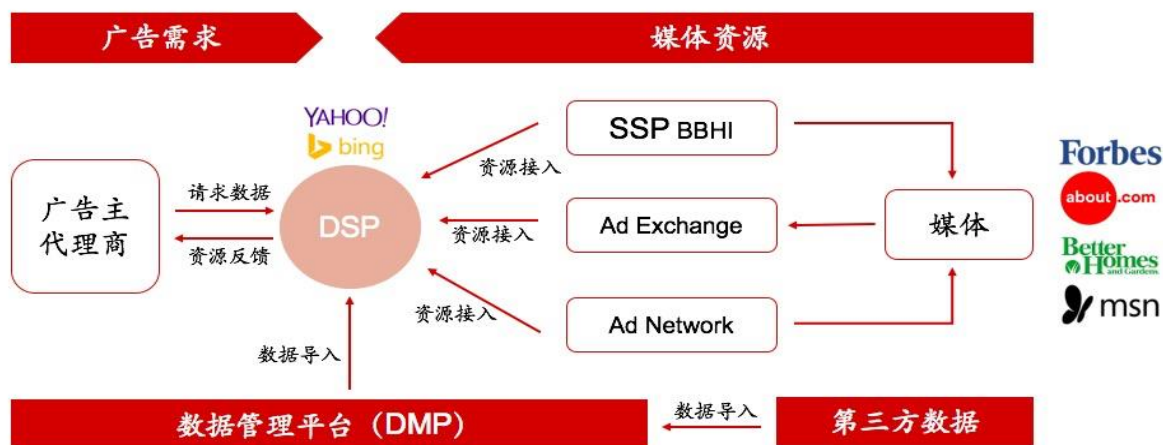 广告需求
媒体资源
YAHOO!
bing
SSP BBHI
资源接入
Forbes
about.com
请求数据
广告主
代理商
DSP
资源接入
Ad Exchange
媒体
资源反馈
Better
Homes
and Gardens
资源接入
Ad Network
msn
数据导入
数据管理平台（DMP）
数据导入
第三方数据